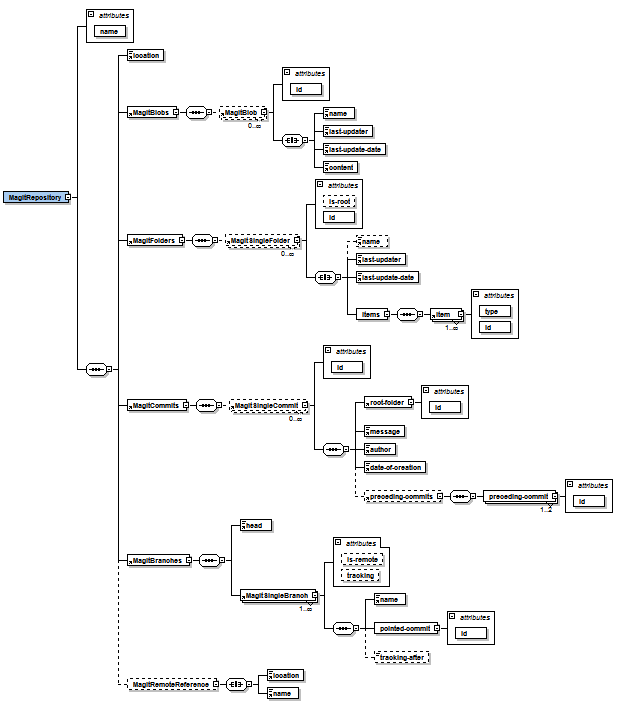 attributes
name
location
attributes
id
MagitBlobs
MagitBlob
0..∞
name
last-updater
last-update-date
content
attributes
is-root
id
MagitRepository
MagitFolders
MagitSingleFolder
0..∞
name
last-updater
last-update-date
items
item
1..∞
attributes
type
id
attributes
id
MagitCommits
MagitSingleCommit
0..∞
root-folder
attributes
id
message
author
date-of-creation
preceding-commits
preceding-commit
1..2
attributes
id
head
MagitBranches
attributes
is-remote
tracking
MagitSingleBranch
1..∞
name
pointed-commit
attributes
id
tracking-after
MagitRemoteReference
location
name